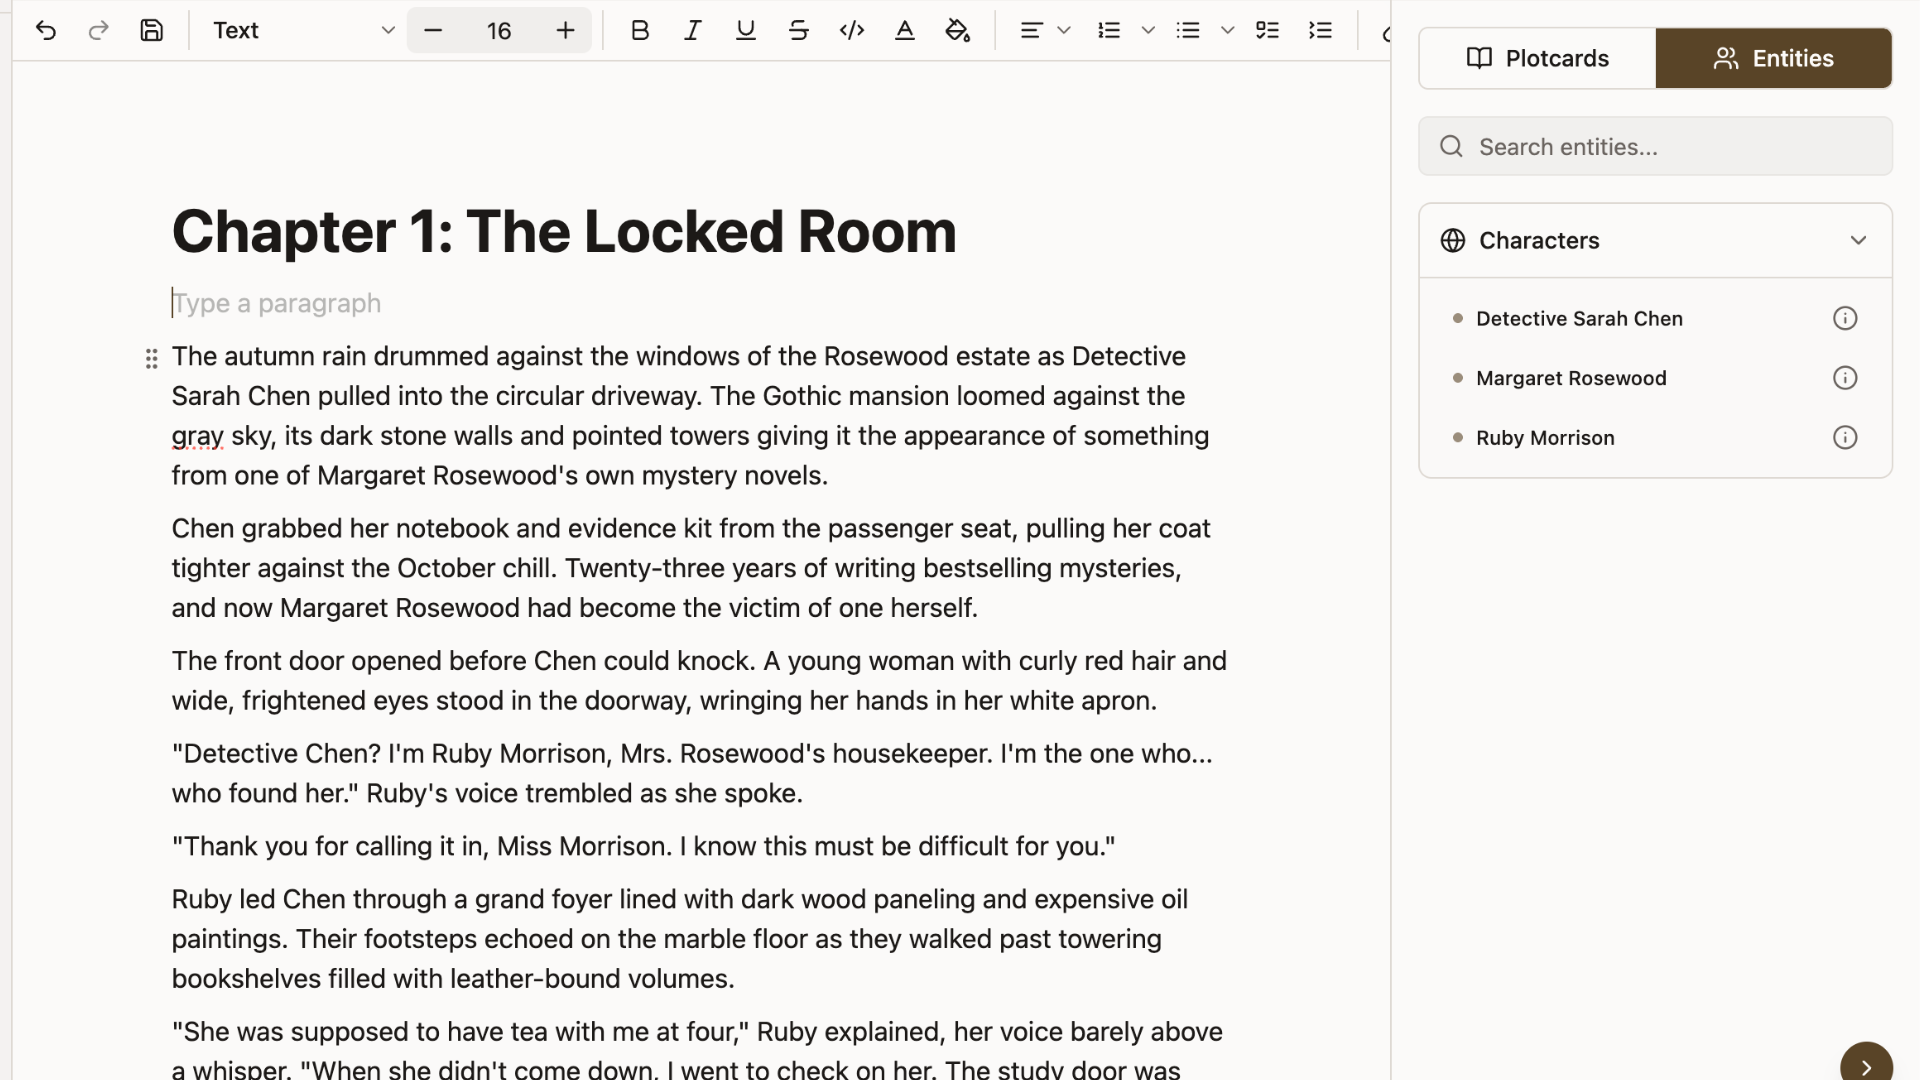 Text
16
Plotcards
Entities
Search entities...
Characters
Detective Sarah Chen
Margaret Rosewood
Ruby Morrison
Chapter 1: The Locked Room
Type a paragraph
The autumn rain drummed against the windows of the Rosewood estate as Detective
Sarah Chen pulled into the circular driveway. The Gothic mansion loomed against the
gray sky, its dark stone walls and pointed towers giving it the appearance of something
from one of Margaret Rosewood's own mystery novels.
Chen grabbed her notebook and evidence kit from the passenger seat, pulling her coat
tighter against the October chill. Twenty-three years of writing bestselling mysteries,
and now Margaret Rosewood had become the victim of one herself.
The front door opened before Chen could knock. A young woman with curly red hair and
wide, frightened eyes stood in the doorway, wringing her hands in her white apron.
"Detective Chen? I'm Ruby Morrison, Mrs. Rosewood's housekeeper. I'm the one who...
who found her." Ruby's voice trembled as she spoke.
"Thank you for calling it in, Miss Morrison. I know this must be difficult for you."
Ruby led Chen through a grand foyer lined with dark wood paneling and expensive oil
paintings. Their footsteps echoed on the marble floor as they walked past towering
bookshelves filled with leather-bound volumes.
"She was supposed to have tea with me at four," Ruby explained, her voice barely above
a whisper. "When she didn't come down, I went to check on her. The study door was